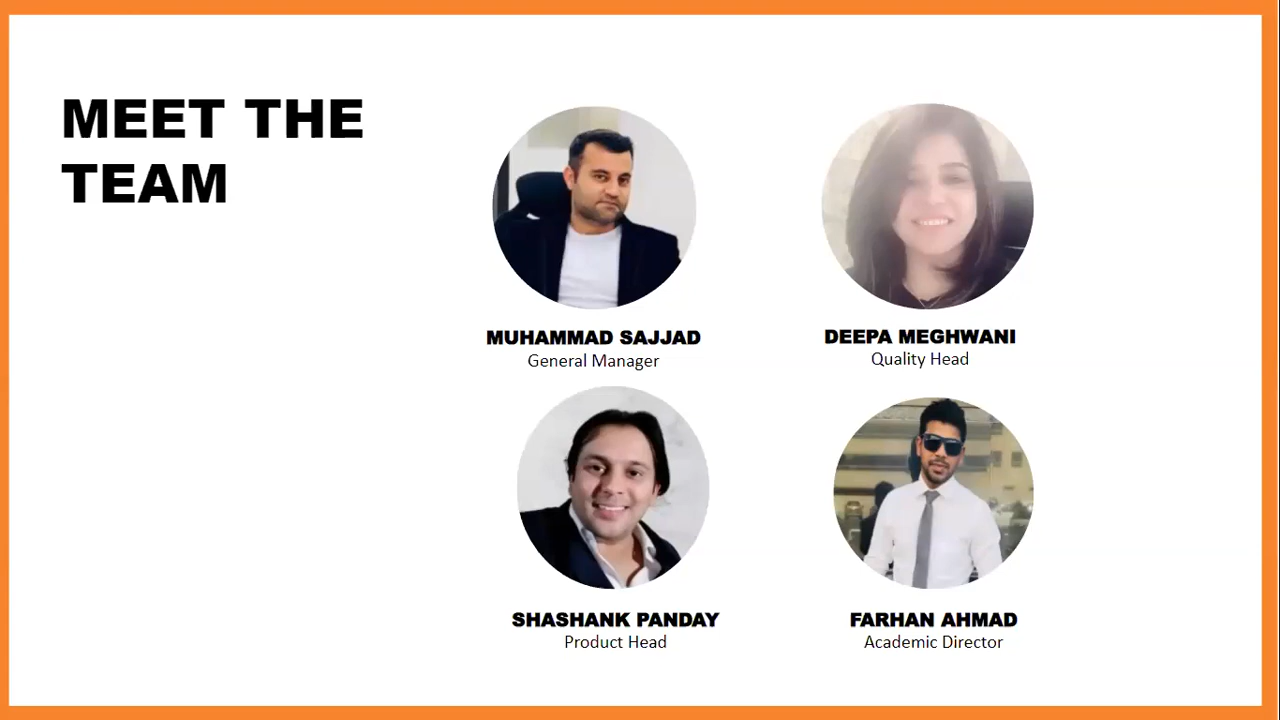 MEET THE
TEAM
MUHAMMAD SAJJAD
General Manager
DEEPA MEGHWANI
Quality Head
SHASHANK PANDAY
Product Head
FARHAN AHMAD
Academic Director